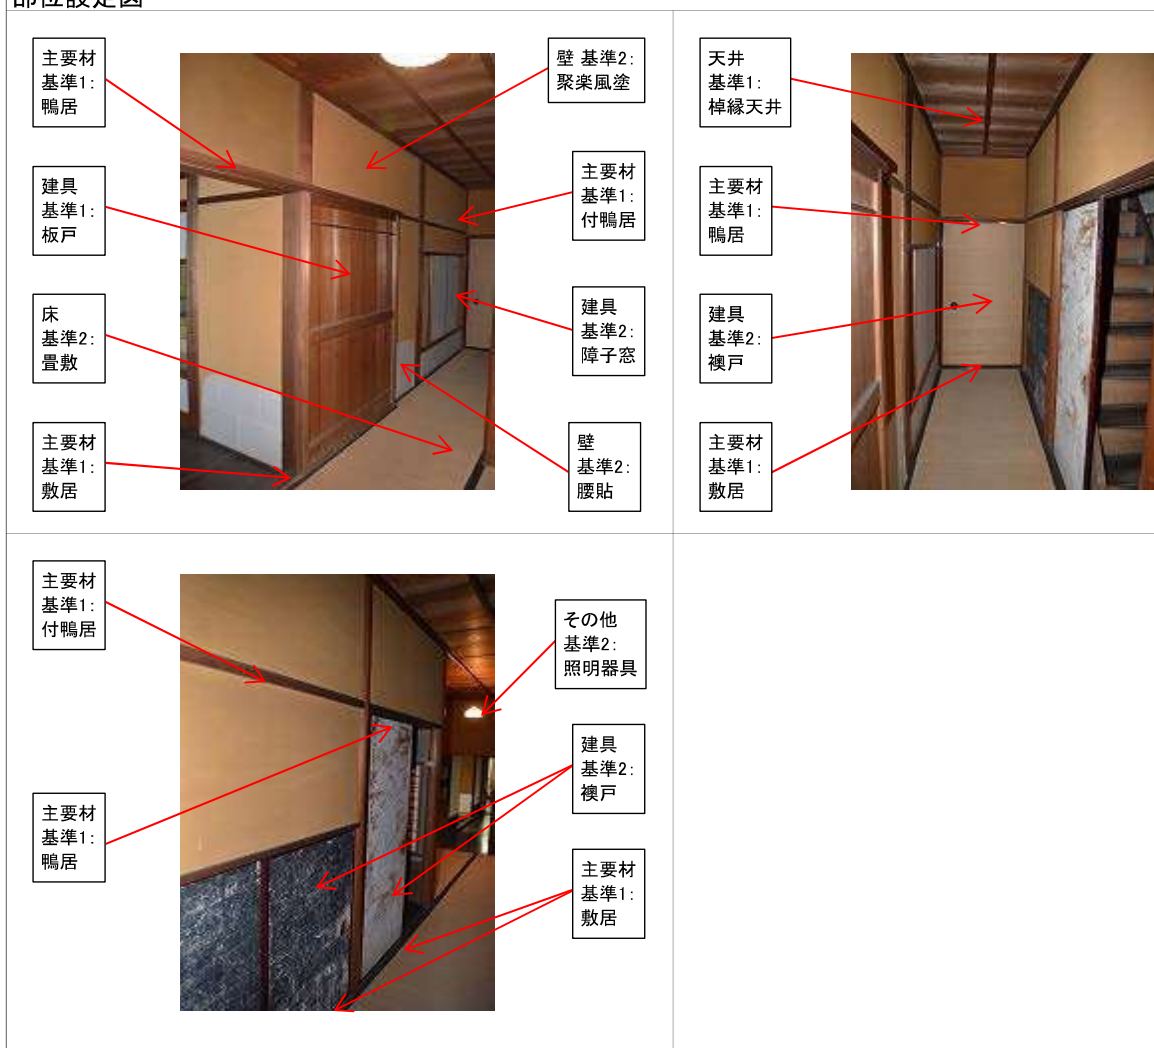 部位設定図
主要材
基準1:
鴨居
壁 基準2:
聚楽風塗
建具
基準1:
板戸
主要材
基準1:
付鴨居
床
基準2:
畳敷
建具
基準2:
障子窓
主要材
基準1:
敷居
壁
基準2:
腰貼
天井
基準1:
棹縁天井
主要材
基準1:
鴨居
建具
基準2:
襖戸
主要材
基準1:
敷居
主要材
基準1:
付鴨居
その他
基準2:
照明器具
建具
基準2:
襖戸
主要材
基準1:
鴨居
主要材
基準1:
敷居